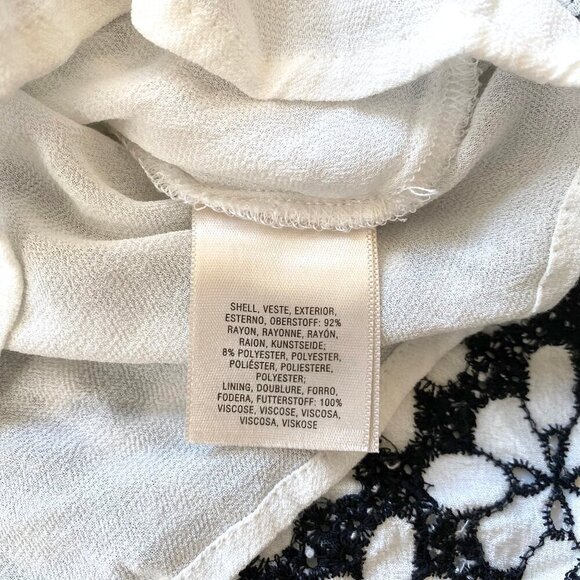 SHELL, VESTE, EXTERIOR,
ESTERNO, OBERSTOFF: 92%
RAYON, RAYONNE, RAYÓN,
RAION, KUNSTSEIDE;
8% POLYESTER, POLYESTER,
POLIÉSTER, POLIESTERE,
POLYESTER;
LINING, DOUBLURE, FORRO,
FODERA, FUTTERSTOFF: 100%
VISCOSE, VISCOSE, VISCOSA,
VISCOSA, VISKOSE